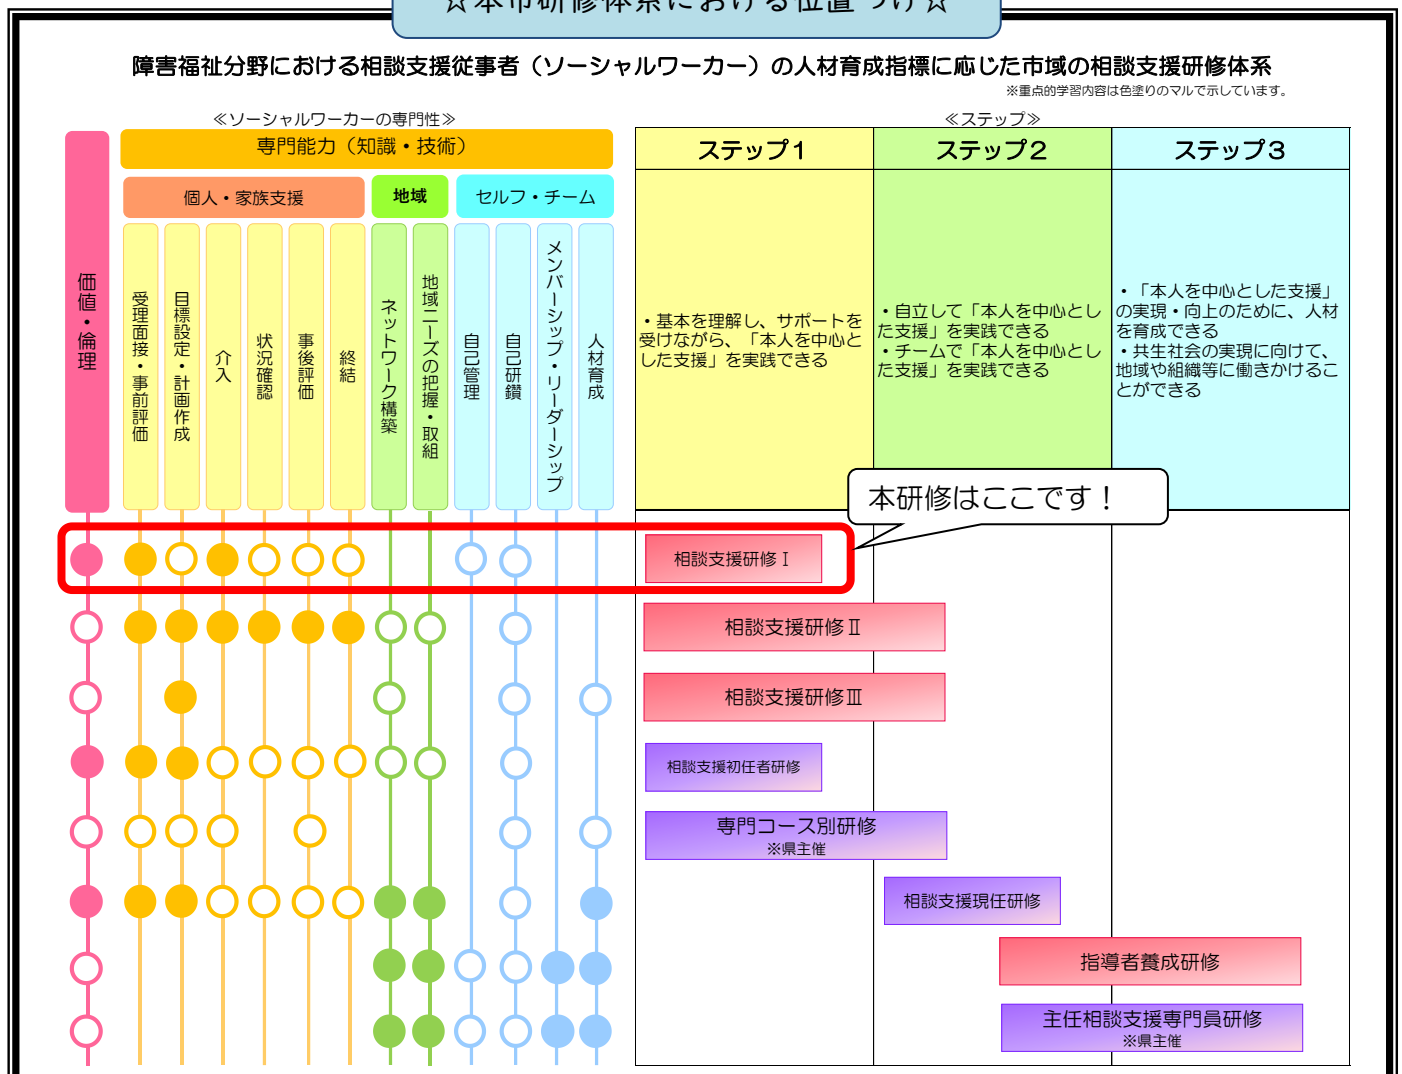 ☆本市研修体系における位置づけ☆
障害福祉分野における相談支援従事者（ソーシャルワーカー）の人材育成指標に応じた市域の相談支援研修体系
※重点的学習内容は色塗りのマルで示しています。
≪ソーシャルワーカーの専門性≫
≪ステップ≫
価値・倫理
専門能力（知識・技術）
個人・家族支援
地域
セルフ・チーム
受理面接・事前評価
目標設定・計画作成
介入
状況確認
事後評価
終結
ネットワーク構築
地域ニーズの把握・取組
自己管理
自己研鑽
メンバーシップ・リーダーシップ
人材育成
ステップ１
ステップ２
ステップ３
・基本を理解し、サポートを
受けながら、「本人を中心と
した支援」を実践できる
・自立して「本人を中心とし
た支援」を実践できる
・チームで「本人を中心とし
た支援」を実践できる
・「本人を中心とした支援」
の実現・向上のために、人材
を育成できる
・共生社会の実現に向けて、
地域や組織等に働きかけるこ
とができる
本研修はここです！
相談支援研修Ⅰ
相談支援研修Ⅱ
相談支援研修Ⅲ
相談支援初任者研修
専門コース別研修
※県主催
相談支援現任研修
指導者養成研修
主任相談支援専門員研修
※県主催